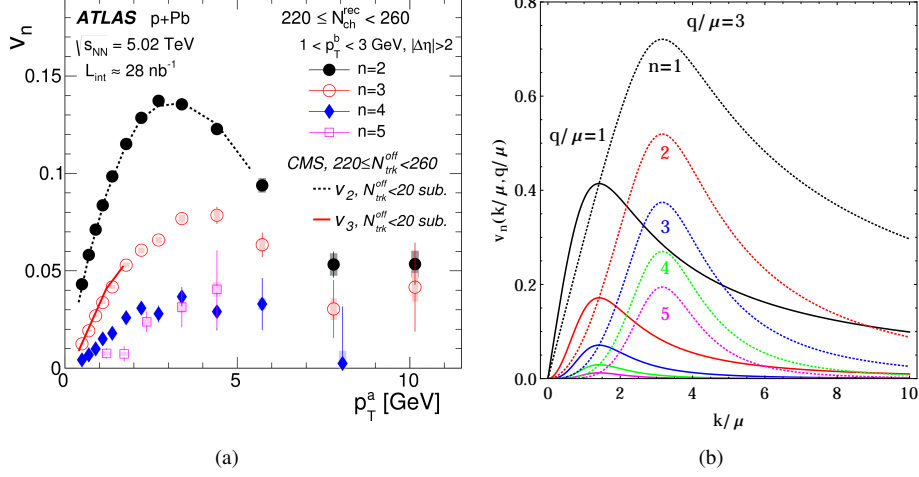 ATLAS p+Pb
√s_NN = 5.02 TeV
L_int ≈ 28 nb^-1
220 ≤ N_ch^rec < 260
1 < p_T^b < 3 GeV, |Δη|>2
n=2
n=3
n=4
n=5
CMS, 220≤N_trk^off<260
v_2, N_trk^off<20 sub.
v_3, N_trk^off<20 sub.
v_n
0.15
0.1
0.05
0
0 5 10
p_T^a [GeV]
(a)
q/μ=3
n=1
q/μ=1
2
3
4
5
v_n(k/μ,q/μ)
0.8
0.6
0.4
0.2
0.0
0 2 4 6 8 10
k/μ
(b)